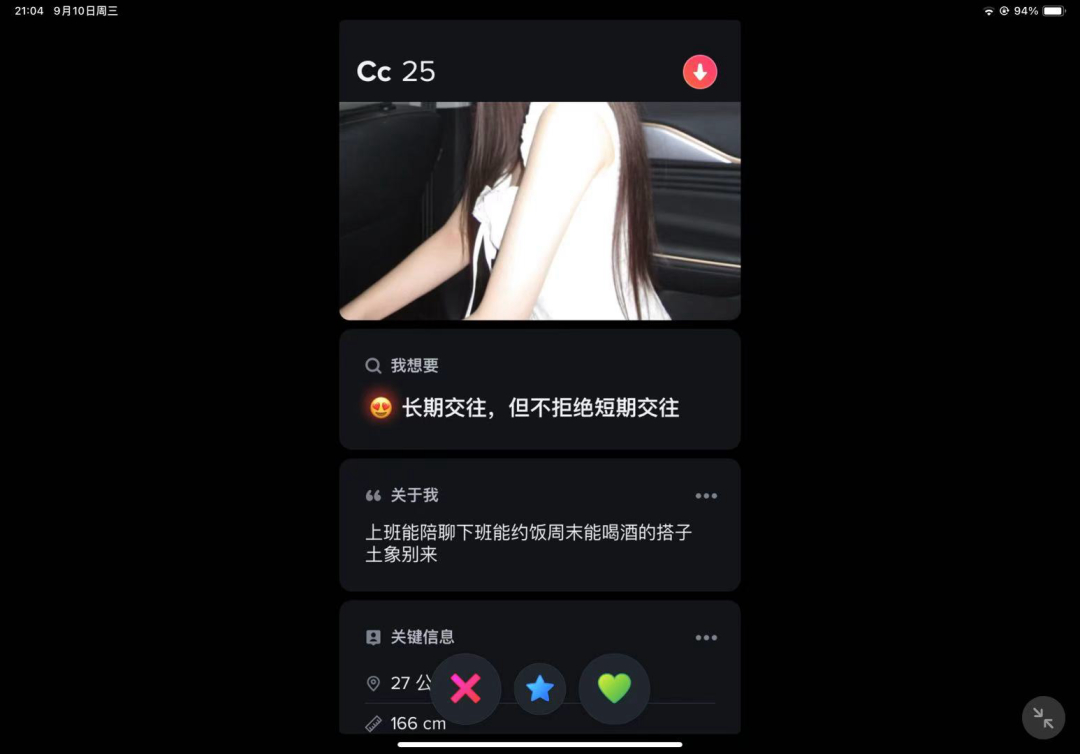 21:04 9月10日周三
94%
Cc 25
我想要
😍 长期交往，但不拒绝短期交往
关于我
上班能陪聊下班能约饭周末能喝酒的搭子
土象别来
关键信息
27 公
166 cm